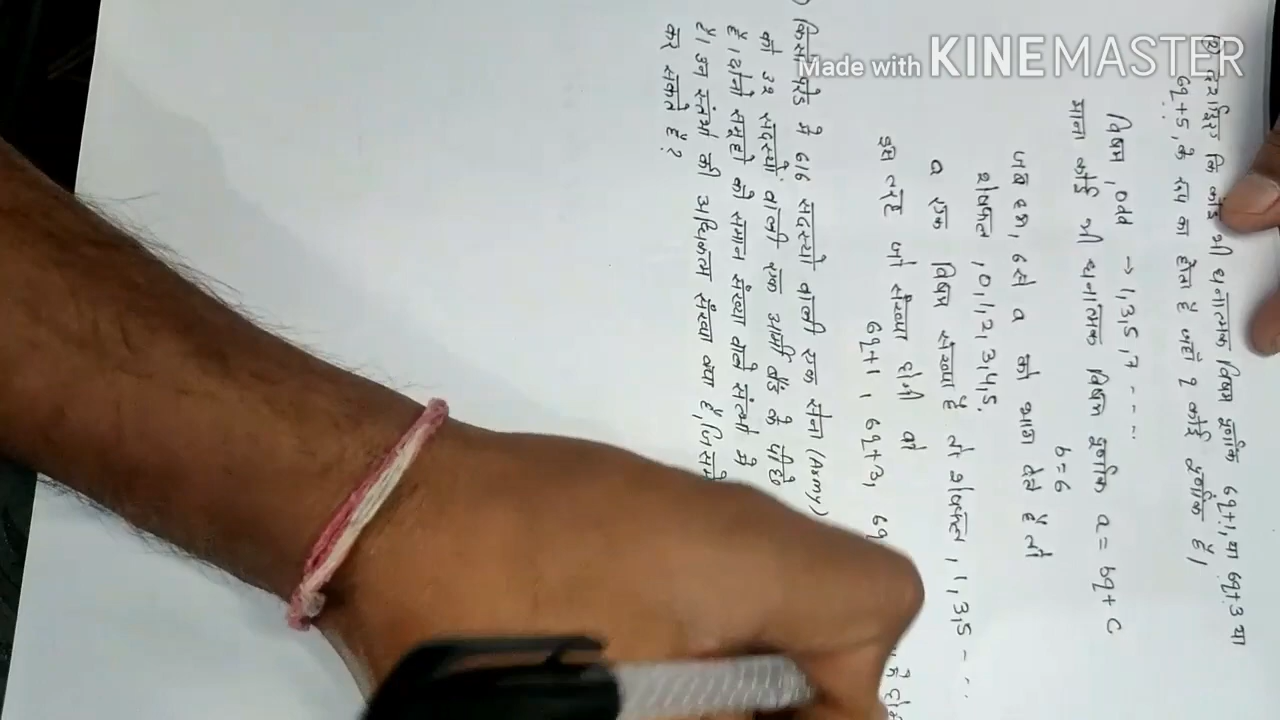 Made with KINEMASTER
(2) दर्शाइए कि कोई भी धनात्मक विषम पूर्णांक 6q+1, या 6q+3 या
6q+5, के रूप का होता है जहाँ q कोई पूर्णांक है।
विषम, odd → 1,3,5,7 - - - -
माना कोई भी धनात्मक विषम पूर्णांक a = bq + c
b = 6
जब हम, 6 से a को भाग देते हैं तो
शेषफल, 0,1,2,3,4,5.
a एक विषम संख्या है तो शेषफल, 1,3,5 - - -
इस तरह जो संख्या होगी वो
6q+1, 6q+3, 6q
) किसी परेड में 616 सदस्यों वाली एक सेना (Army)
को 32 सदस्यों वाली एक आर्मी बैंड के पीछे
है। दोनों समूहों को समान संख्या वाले स्तंभों में
है। उन स्तंभों की अधिकतम संख्या क्या है, जिसमें
कर सकते हैं?